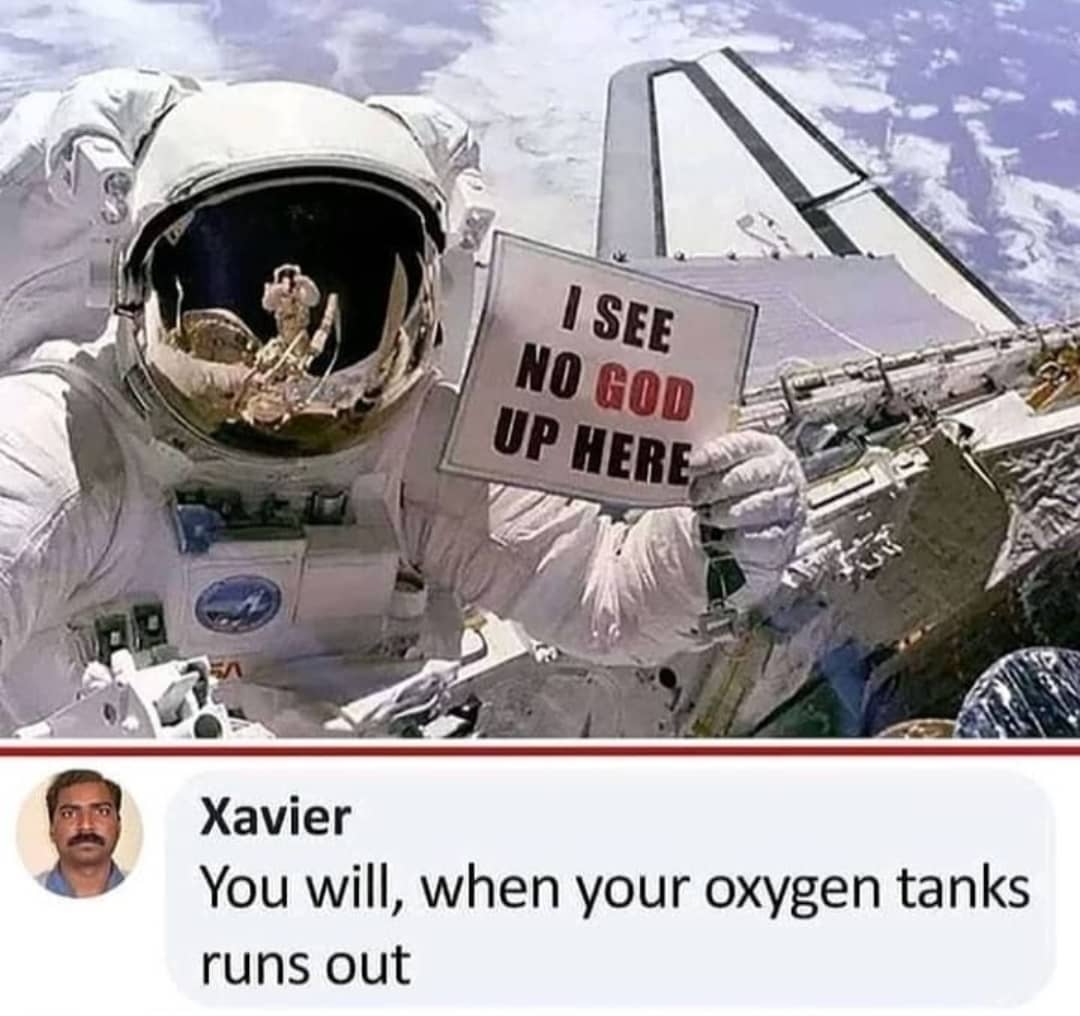 I SEE
NO GOD
UP HERE
Xavier
You will, when your oxygen tanks
runs out